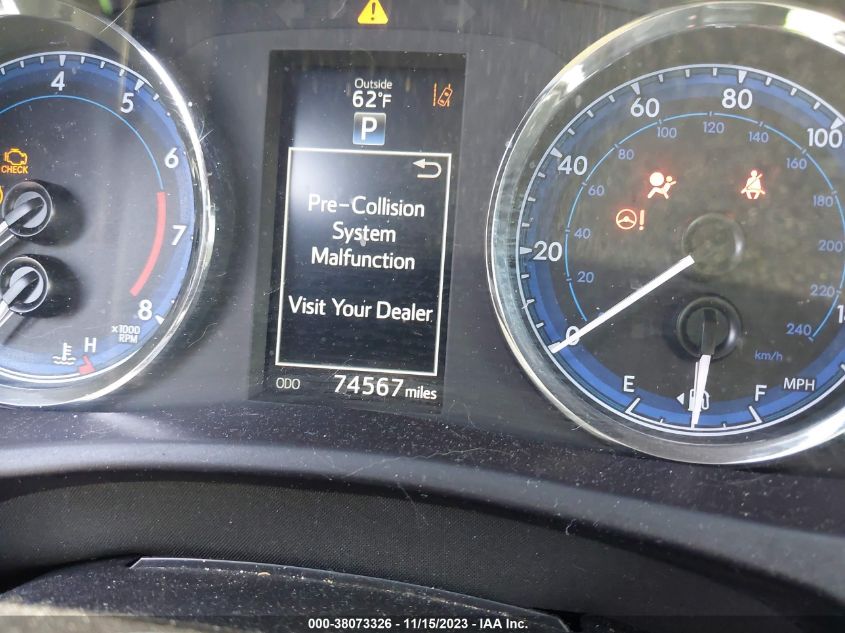 Outside
62°F
P
Pre-Collision
System
Malfunction
Visit Your Dealer
ODO 74567 miles
4
5
6
7
8
x1000
RPM
H
CHECK
0
20
40
60
80
100
20
40
60
80
100
120
140
160
180
200
220
240
km/h
MPH
E
F
000-38073326 - 11/15/2023 - IAA Inc.